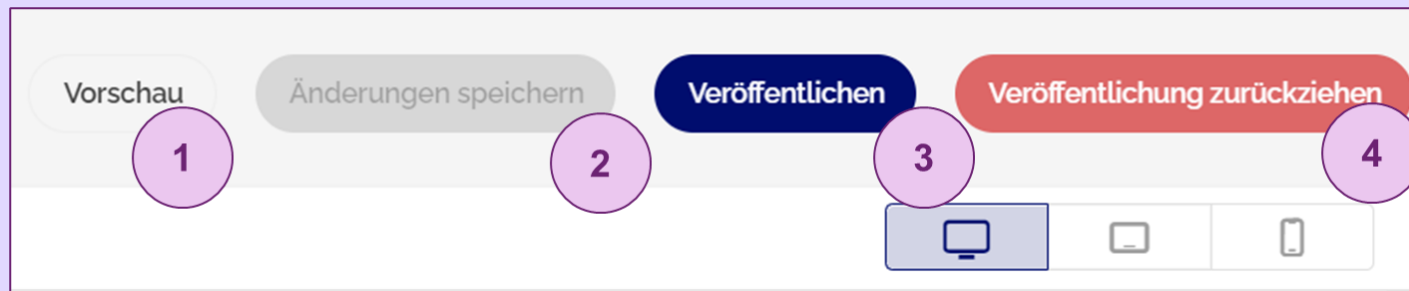 Vorschau
Änderungen speichern
Veröffentlichen
Veröffentlichung zurückziehen
1
2
3
4